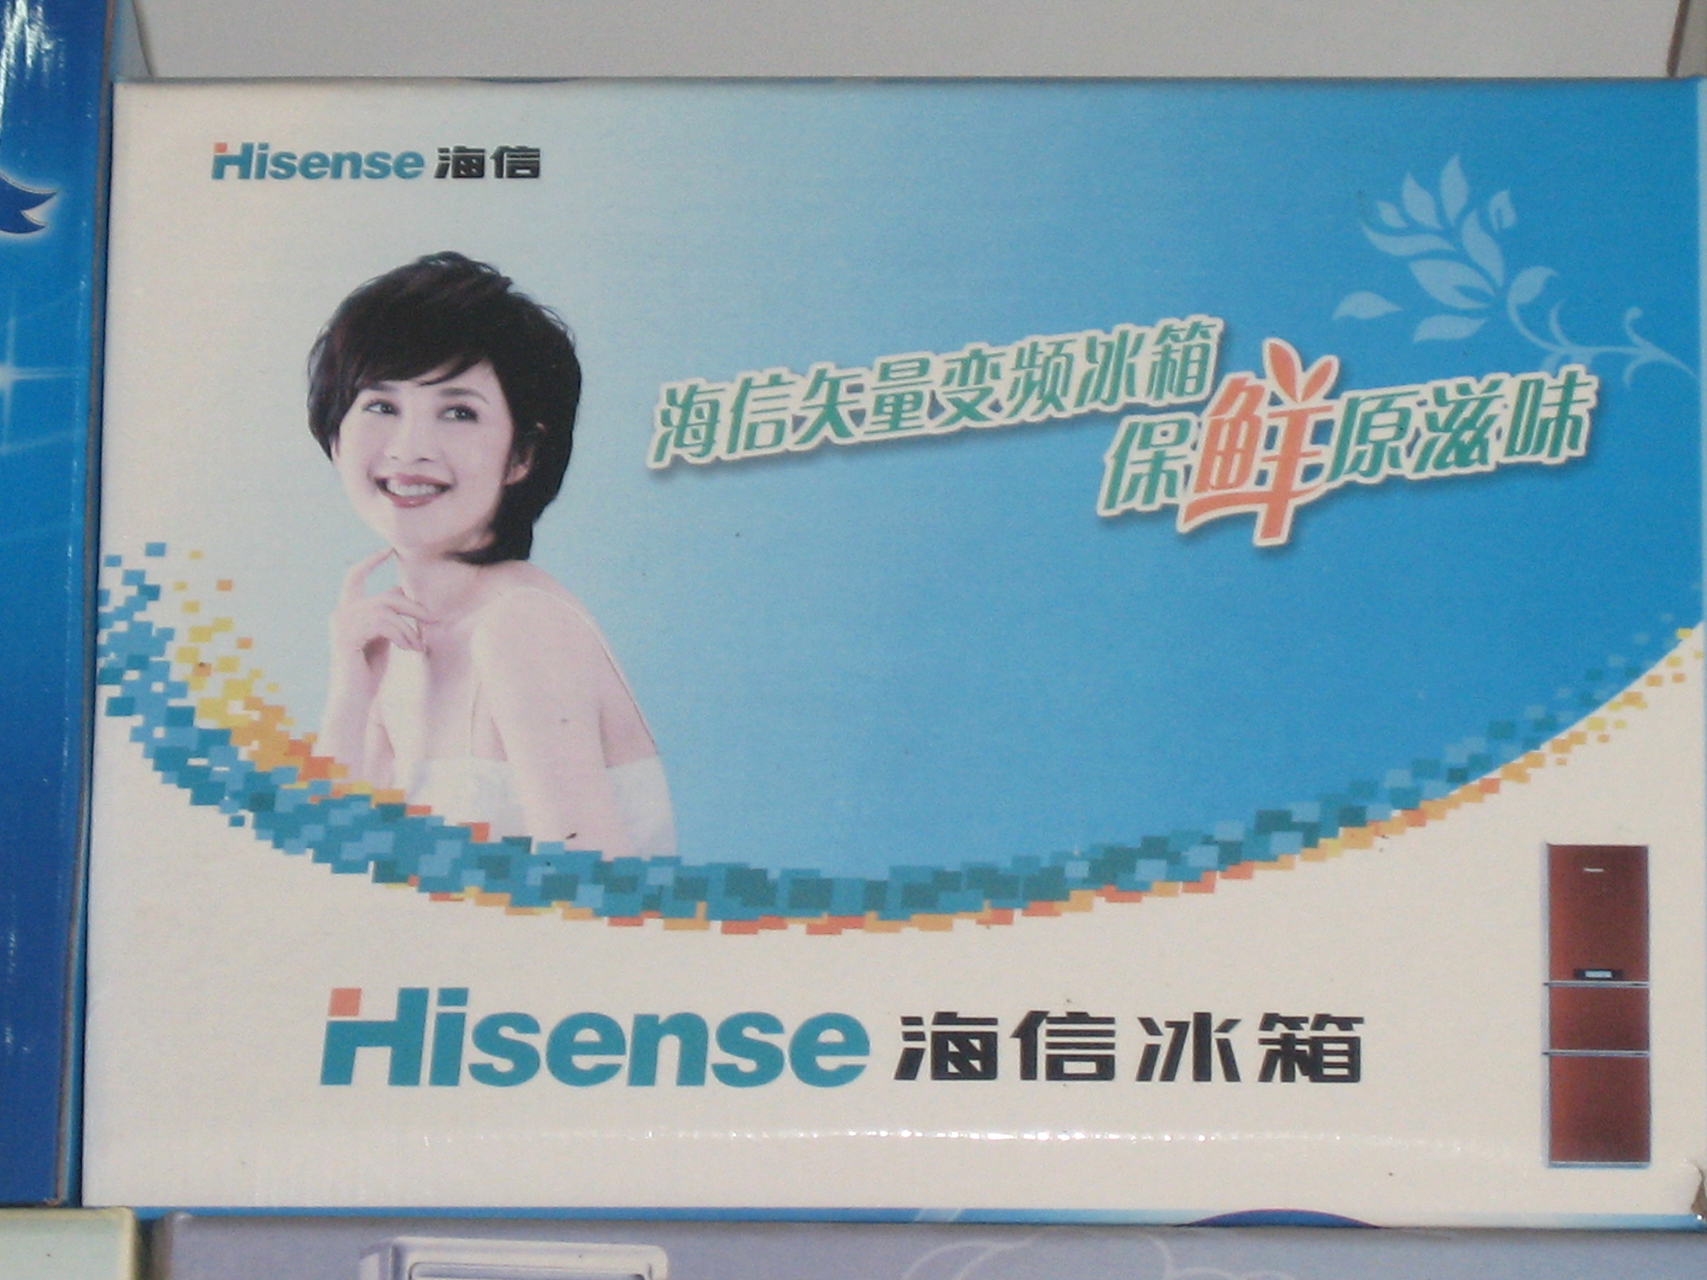 Hisense 海信
海信矢量变频冰箱
保鲜原滋味
Hisense 海信冰箱